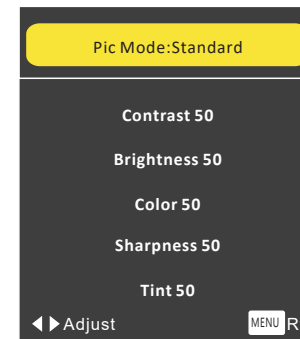 Pic Mode:Standard
Contrast 50
Brightness 50
Color 50
Sharpness 50
Tint 50
Adjust MENU R